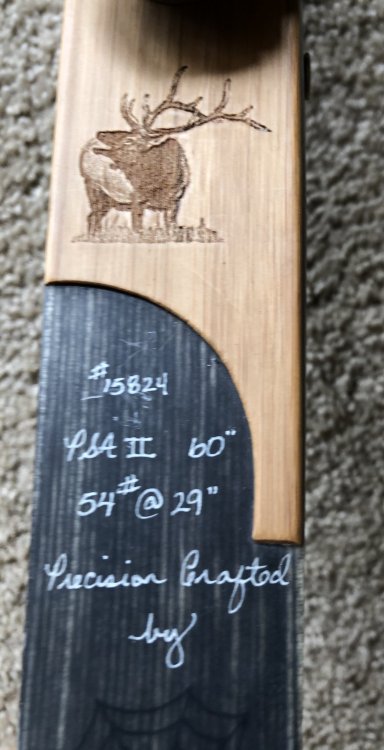 #15824
PSA II 60"
54# @ 29"
Precision Crafted
by